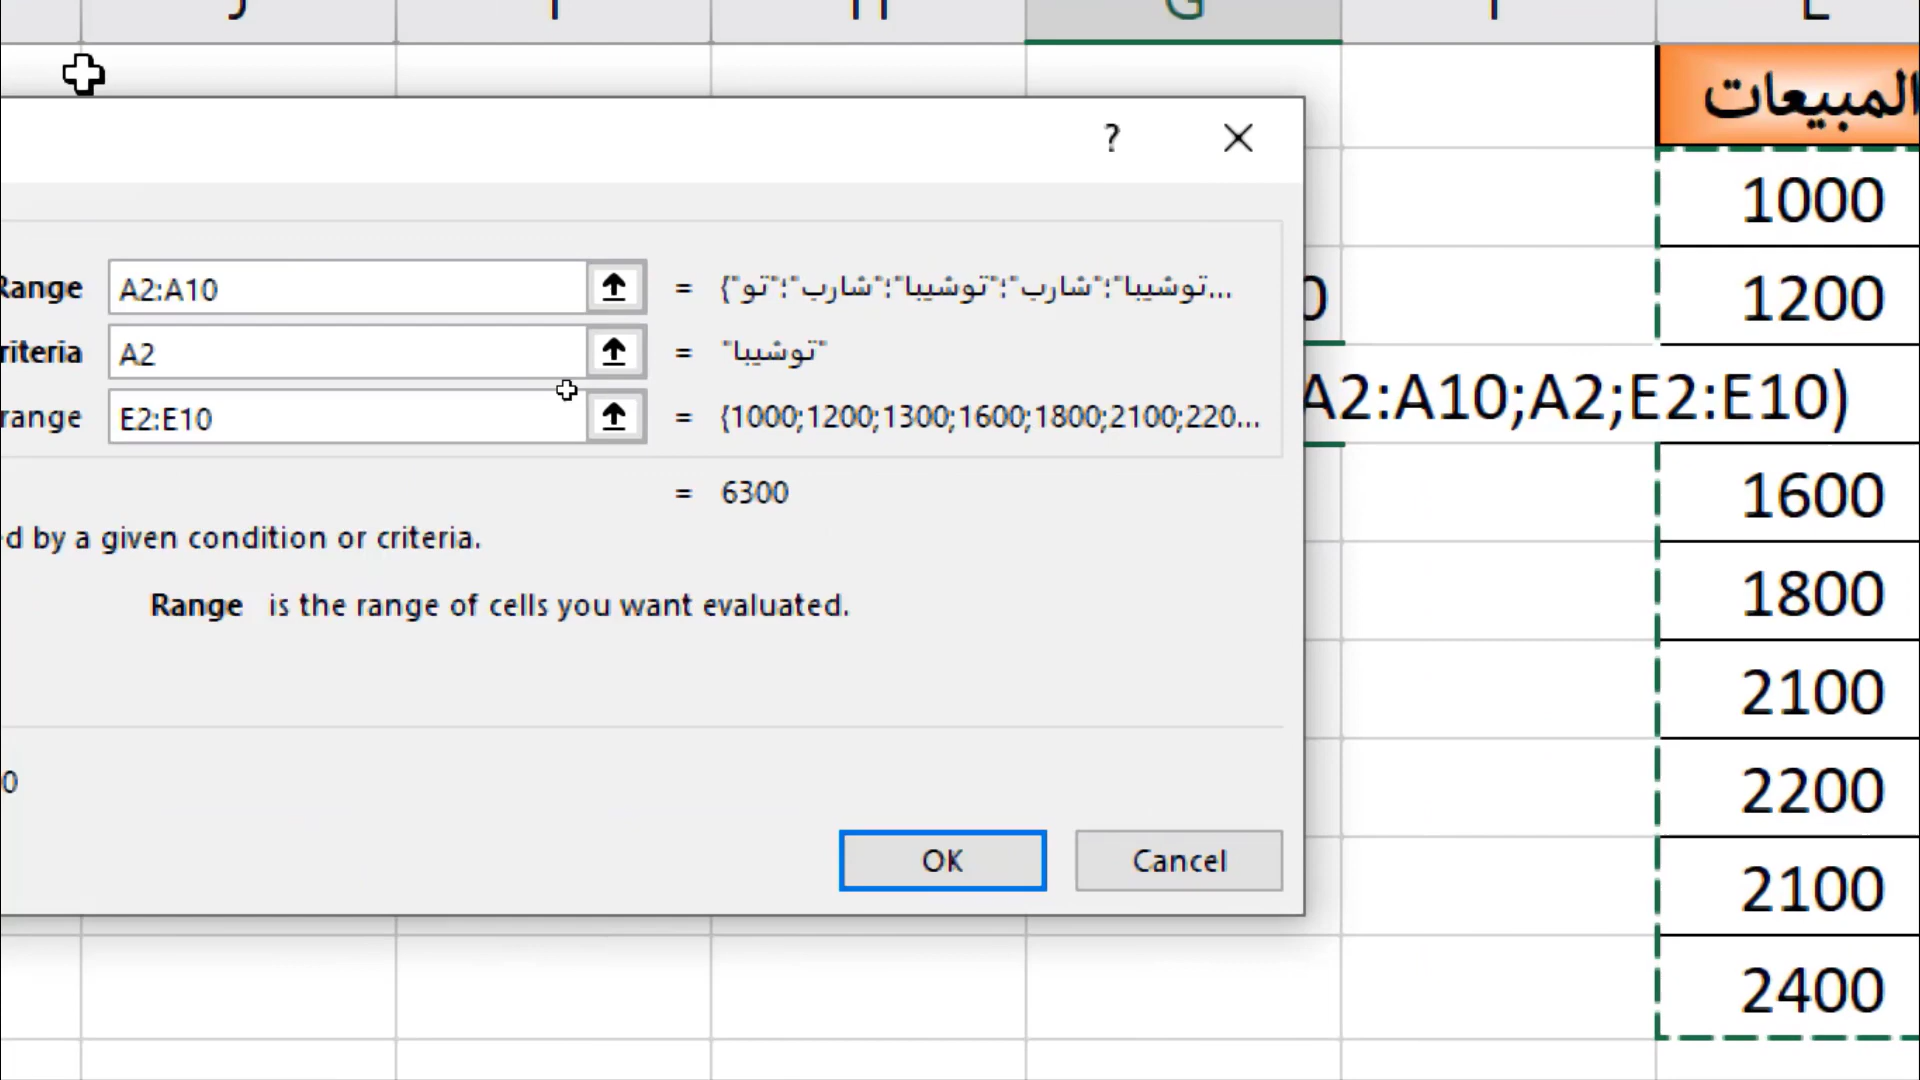 G
المبيعات
?
1000
Range A2:A10 = {"توشيبا";"شارب";"توشيبا";"شارب";"تو...
1200
A2 = "توشيبا"
A2:A10;A2;E2:E10)
range E2:E10 = {1000;1200;1300;1600;1800;2100;220...
= 6300
1600
d by a given condition or criteria.
1800
Range is the range of cells you want evaluated.
2100
0
2200
OK Cancel
2100
2400